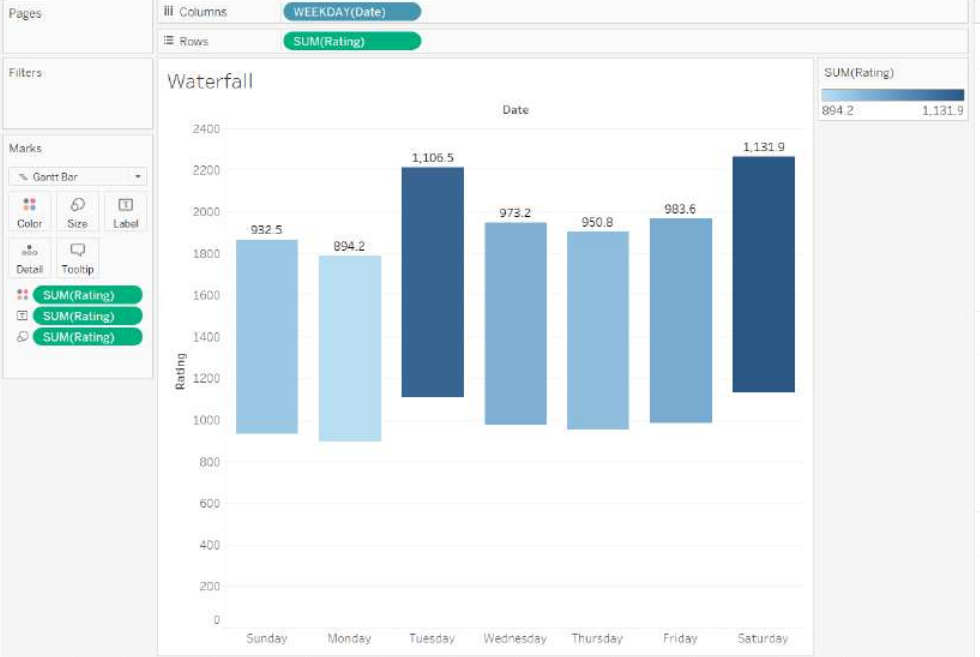 Pages
Columns
WEEKDAY(Date)
Rows
SUM(Rating)
Filters
Marks
Gantt Bar
Color Size Label
Detail Tooltip
SUM(Rating)
SUM(Rating)
SUM(Rating)
Waterfall
Date
Rating
2400
2200
2000
1800
1600
1400
1200
1000
800
600
400
200
0
932.5
894.2
1,106.5
973.2
950.8
983.6
1,131.9
Sunday Monday Tuesday Wednesday Thursday Friday Saturday
SUM(Rating)
894.2 1,131.9